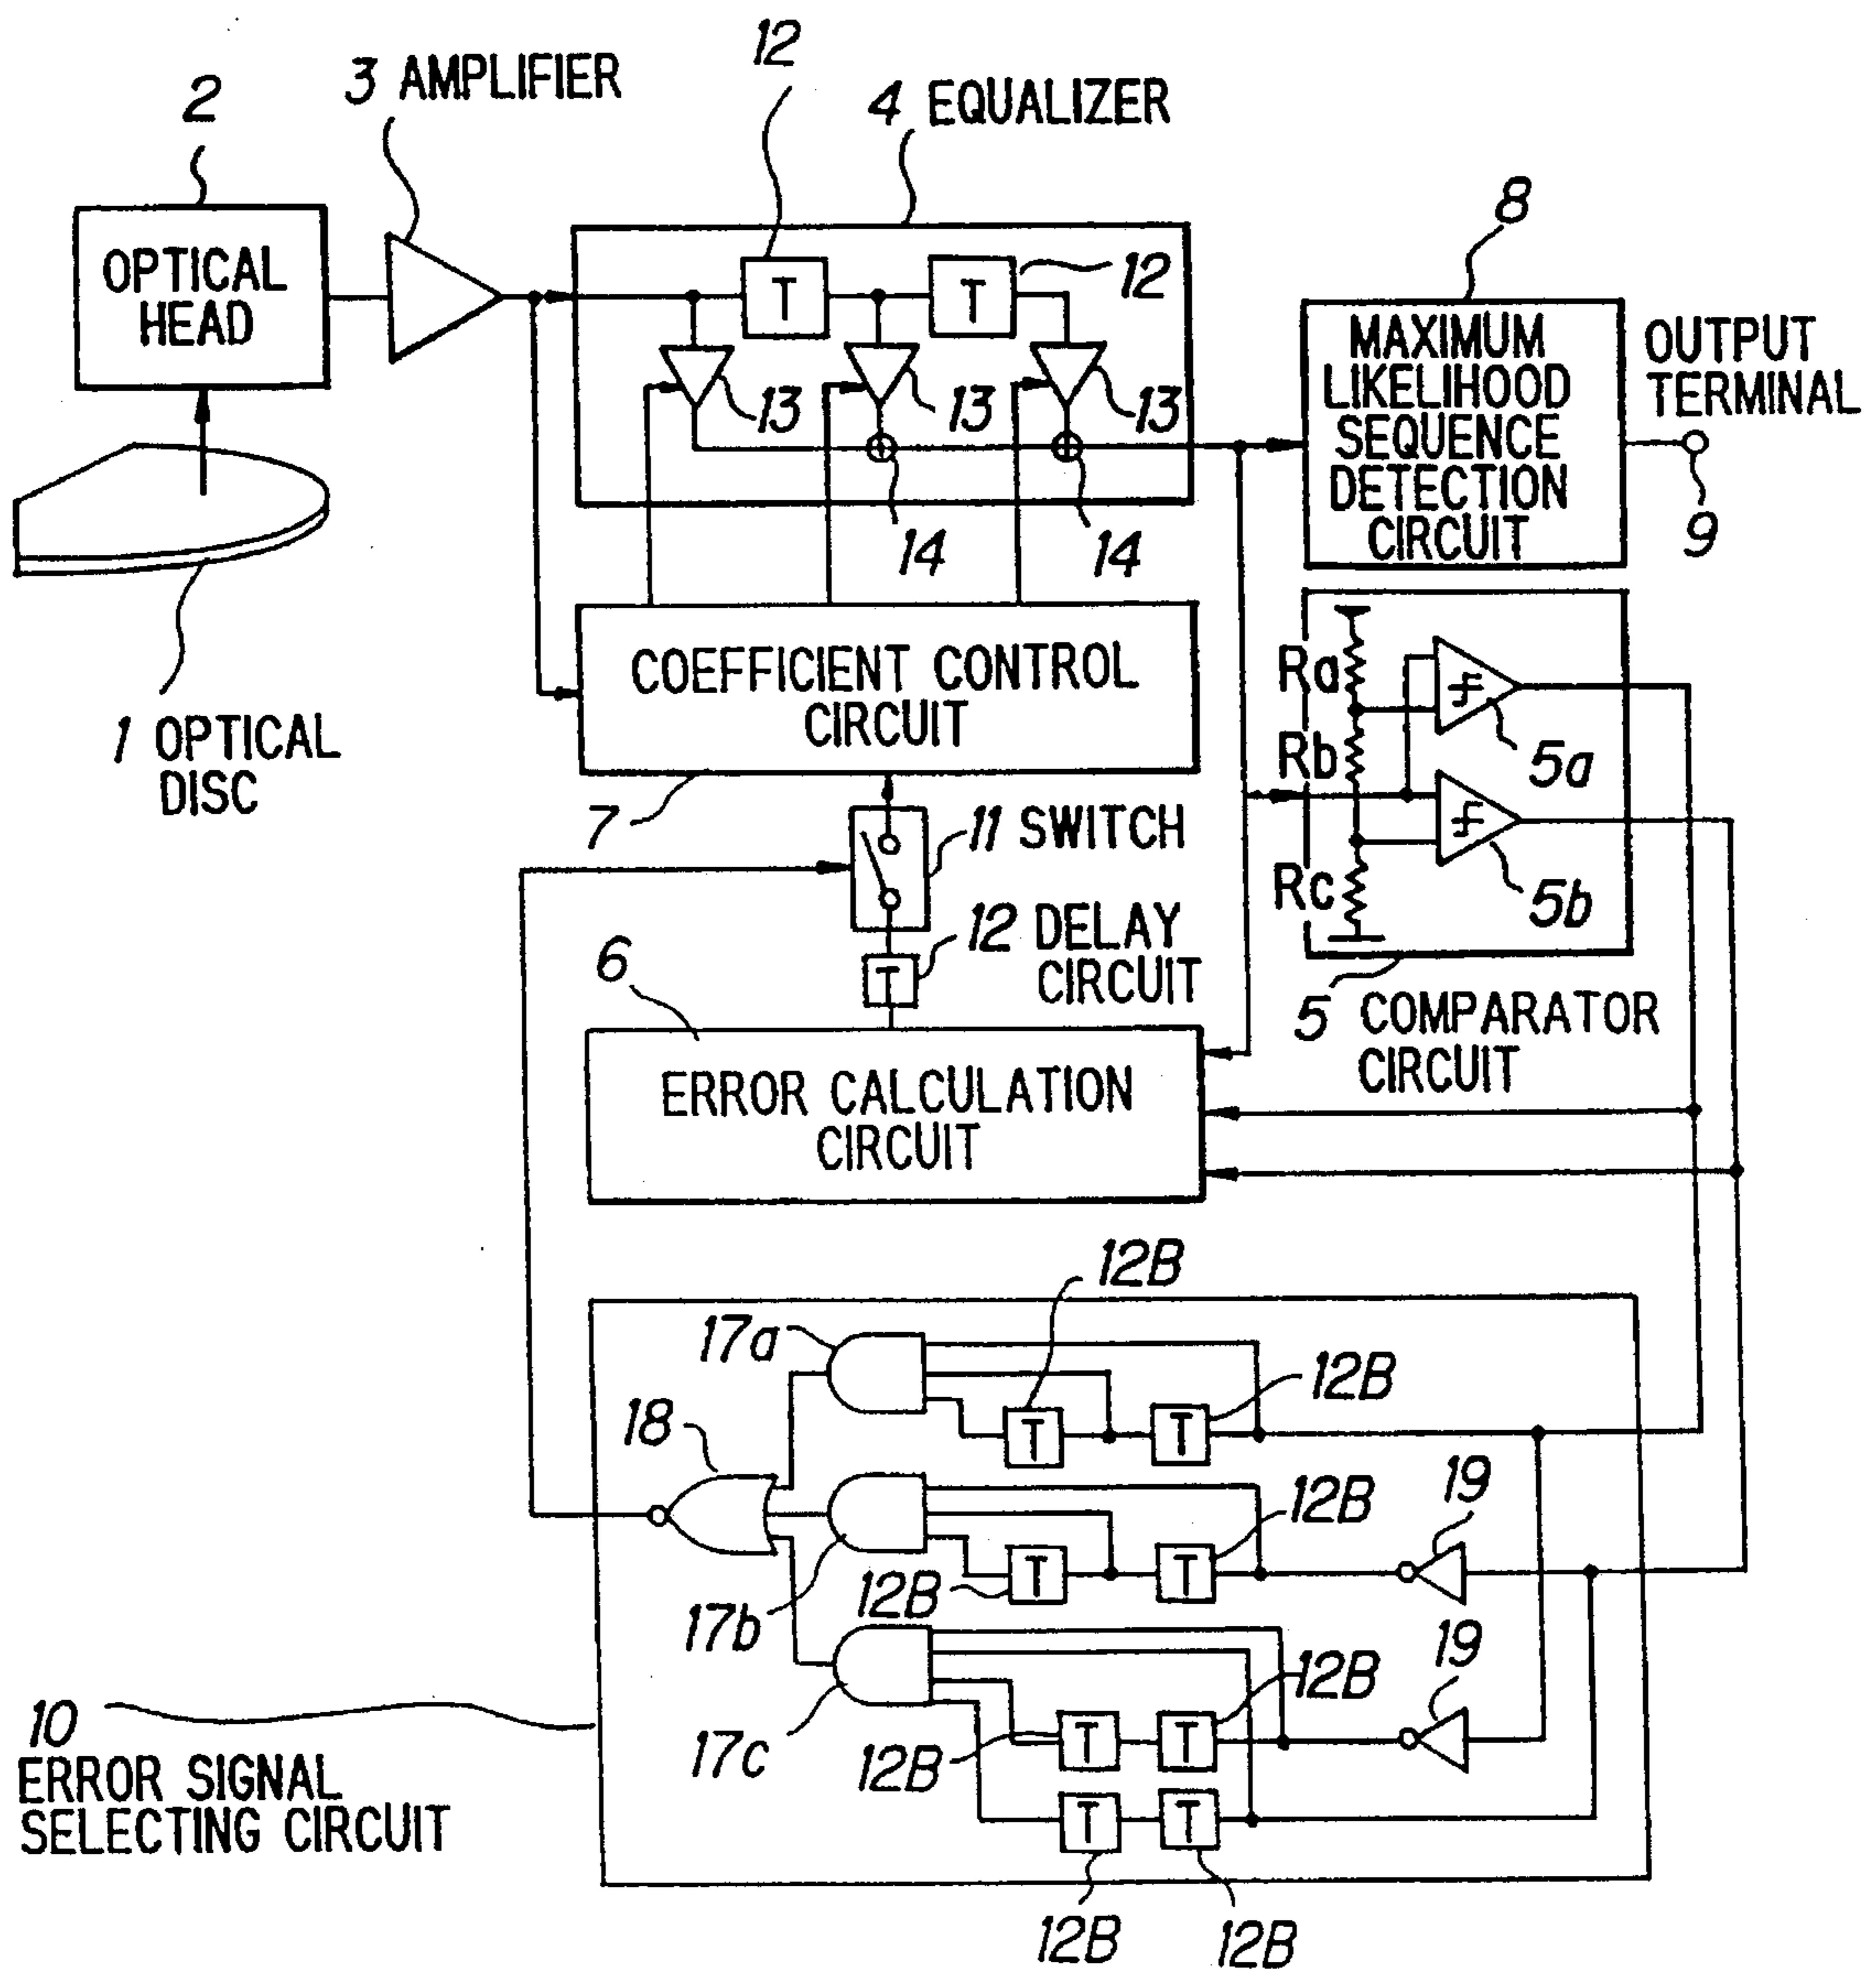 12
3 AMPLIFIER
2
4 EQUALIZER
8
OPTICAL
HEAD
T
T
12
13
13
13
14
14
MAXIMUM
LIKELIHOOD
SEQUENCE
DETECTION
CIRCUIT
OUTPUT
TERMINAL
9
1 OPTICAL
DISC
COEFFICIENT CONTROL
CIRCUIT
7
Ra
Rb
Rc
5a
5b
11 SWITCH
12 DELAY
CIRCUIT
T
5 COMPARATOR
CIRCUIT
6
ERROR CALCULATION
CIRCUIT
12B
17a
12B
T
T
18
12B
19
T
T
12B
17b
19
12B
T
T
12B
17c
T
T
12B
12B
10
ERROR SIGNAL
SELECTING CIRCUIT